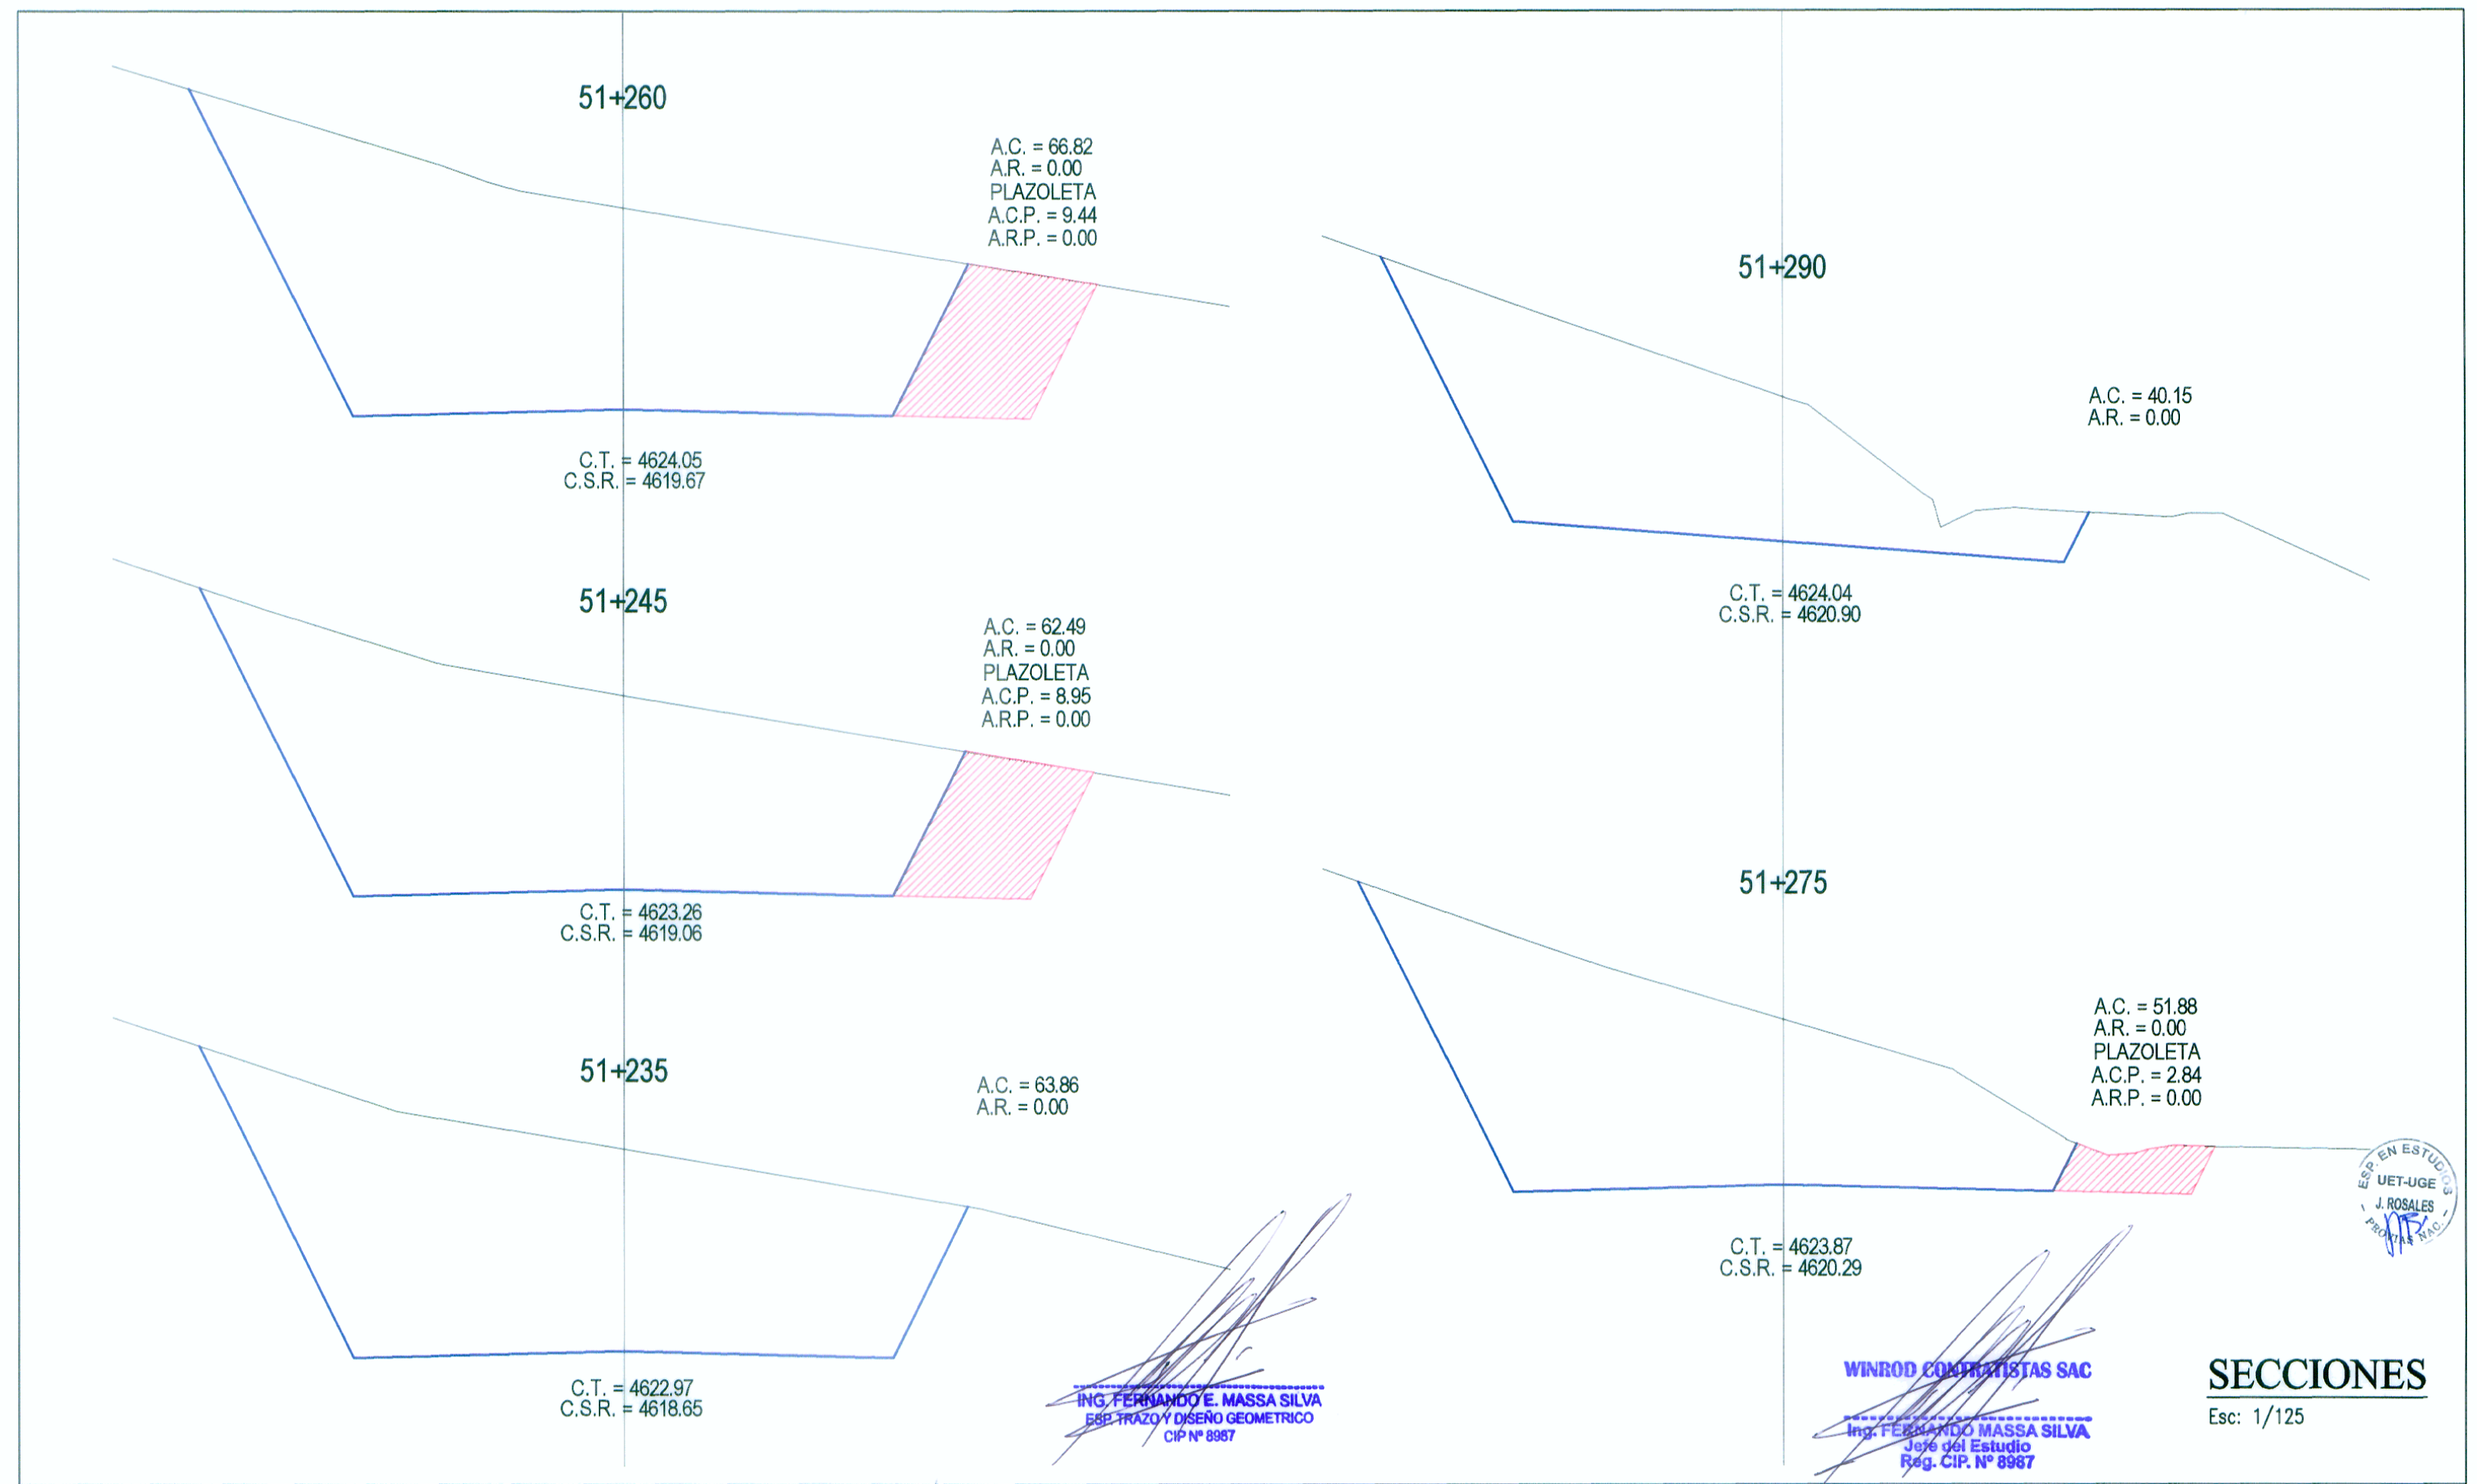 51+260
A.C. = 66.82
A.R. = 0.00
PLAZOLETA
A.C.P. = 9.44
A.R.P. = 0.00
C.T. = 4624.05
C.S.R. = 4619.67
51+245
A.C. = 62.49
A.R. = 0.00
PLAZOLETA
A.C.P. = 8.95
A.R.P. = 0.00
C.T. = 4623.26
C.S.R. = 4619.06
51+235
A.C. = 63.86
A.R. = 0.00
C.T. = 4622.97
C.S.R. = 4618.65
ING. FERNANDO E. MASSA SILVA
ESP. TRAZO Y DISEÑO GEOMETRICO
CIP Nº 8987
51+290
A.C. = 40.15
A.R. = 0.00
C.T. = 4624.04
C.S.R. = 4620.90
51+275
A.C. = 51.88
A.R. = 0.00
PLAZOLETA
A.C.P. = 2.84
A.R.P. = 0.00
C.T. = 4623.87
C.S.R. = 4620.29
ESP. EN ESTUDIOS
UET-UGE
J. ROSALES
PROVIAS NAC.
WINROD CONTRATISTAS SAC
Ing. FERNANDO MASSA SILVA
Jefe del Estudio
Reg. CIP. Nº 8987
SECCIONES
Esc: 1/125